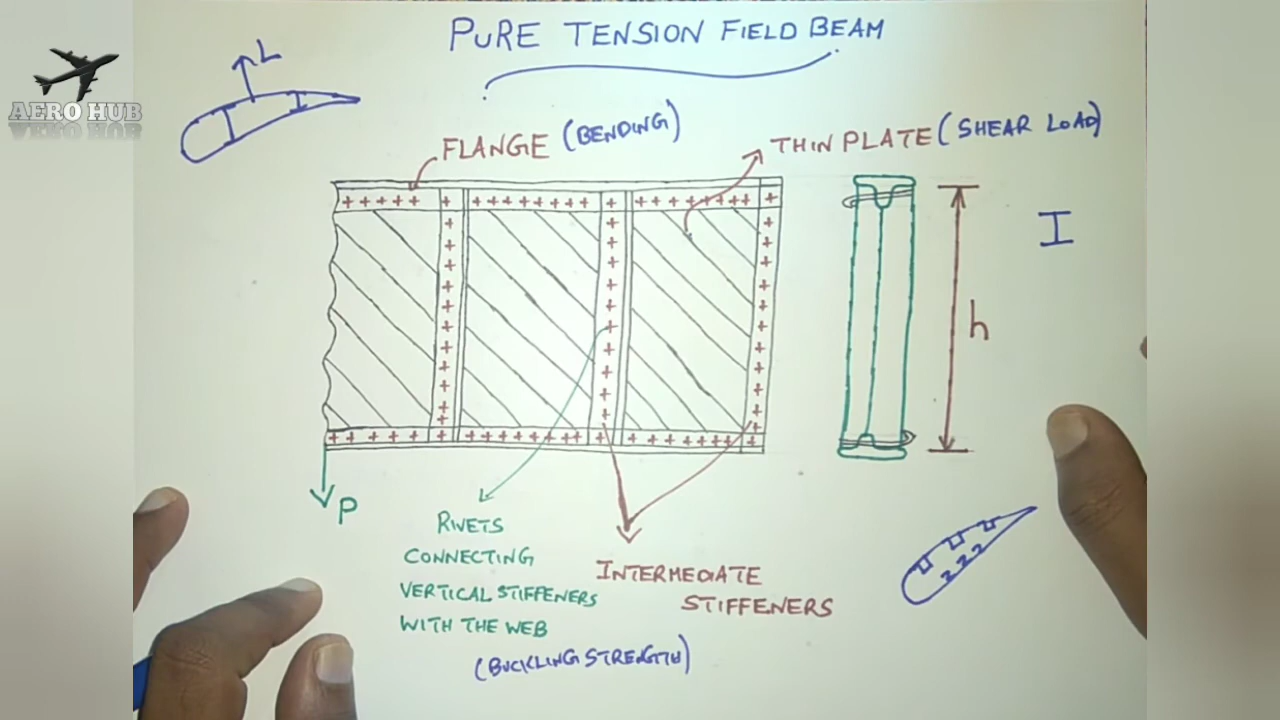 PURE TENSION FIELD BEAM
L
AERO HUB
FLANGE (BENDING)
THIN PLATE (SHEAR LOAD)
I
h
P
RIVETS
CONNECTING
VERTICAL STIFFENERS
WITH THE WEB
(BUCKLING STRENGTH)
INTERMEDIATE
STIFFENERS